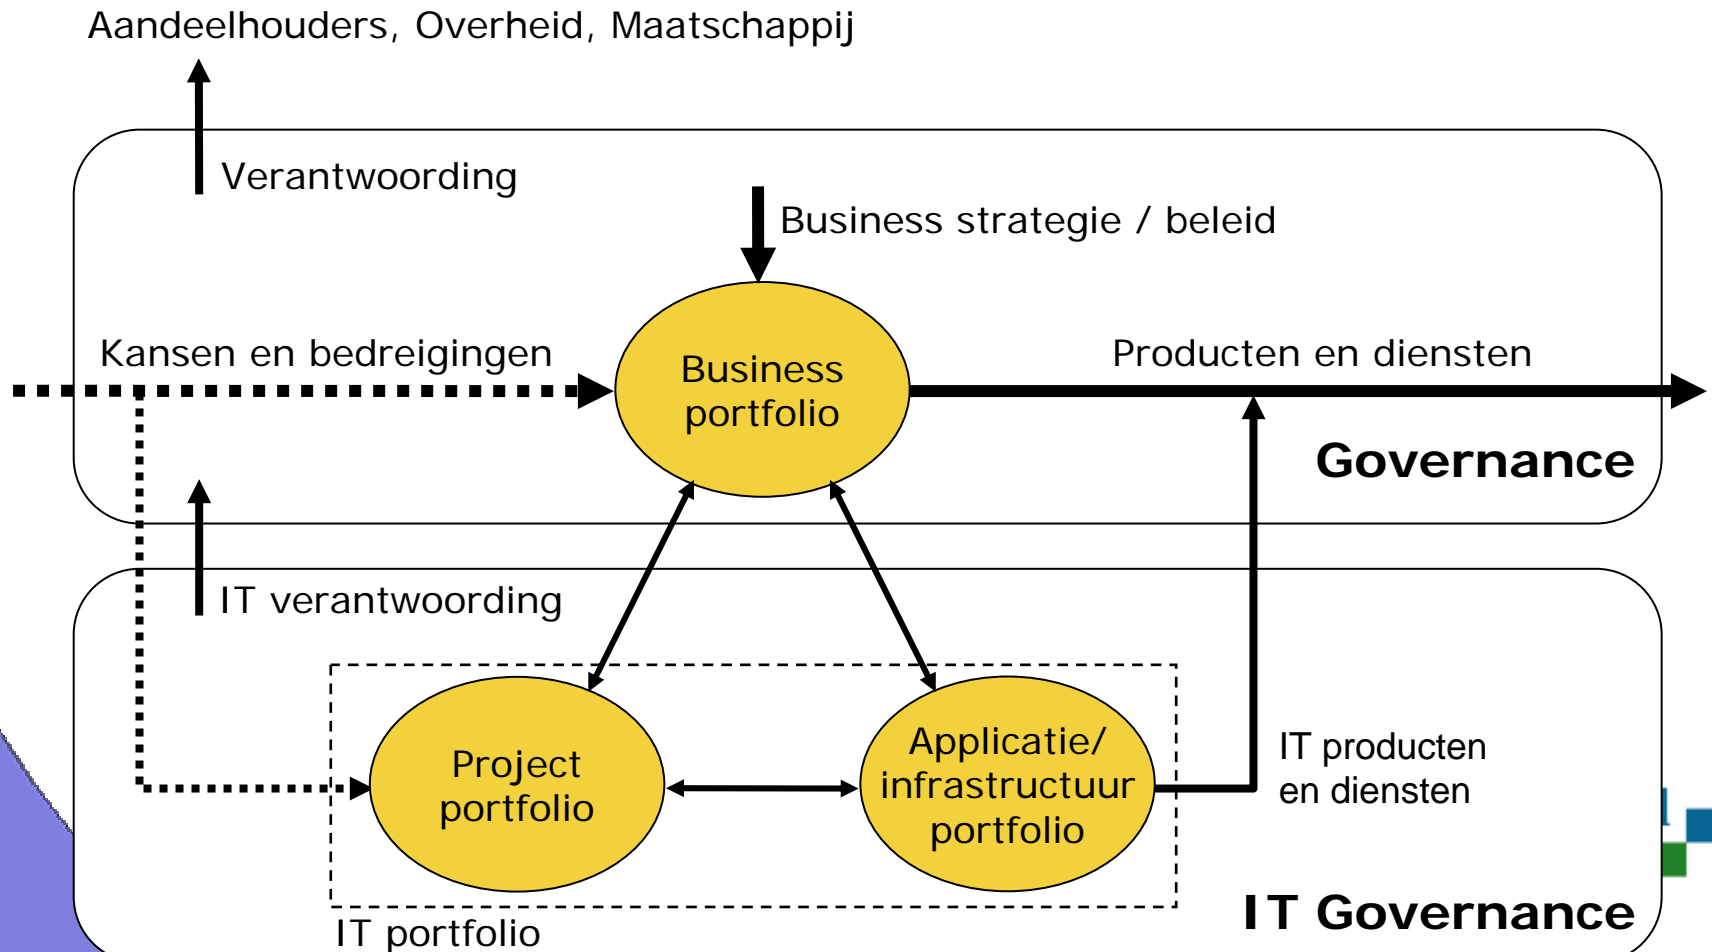 Aandeelhouders, Overheid, Maatschappij
Verantwoording
Business strategie / beleid
Kansen en bedreigingen
Business
portfolio
Producten en diensten
Governance
IT verantwoording
Project
portfolio
Applicatie/
infrastructuur
portfolio
IT producten
en diensten
IT portfolio
IT Governance